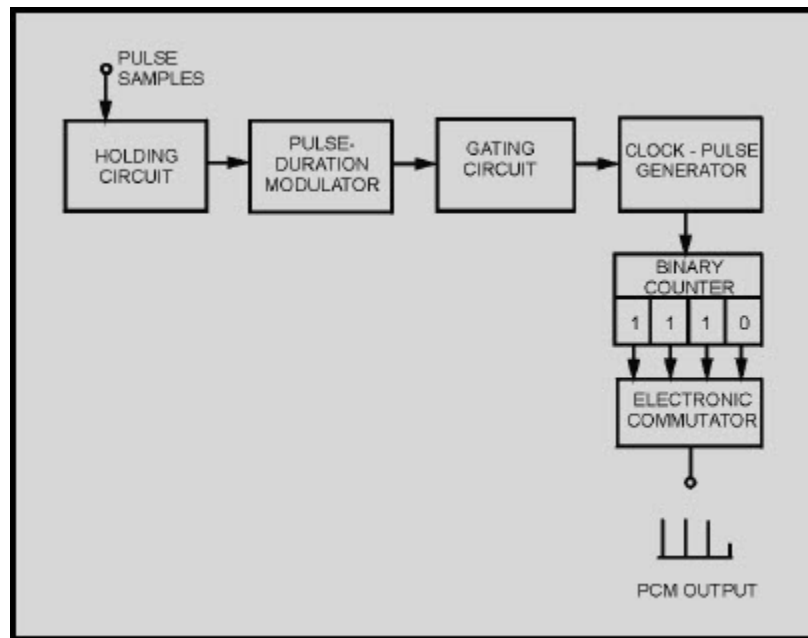 PULSE
SAMPLES
HOLDING
CIRCUIT
PULSE-
DURATION
MODULATOR
GATING
CIRCUIT
CLOCK - PULSE
GENERATOR
BINARY
COUNTER
1 1 1 0
ELECTRONIC
COMMUTATOR
PCM OUTPUT